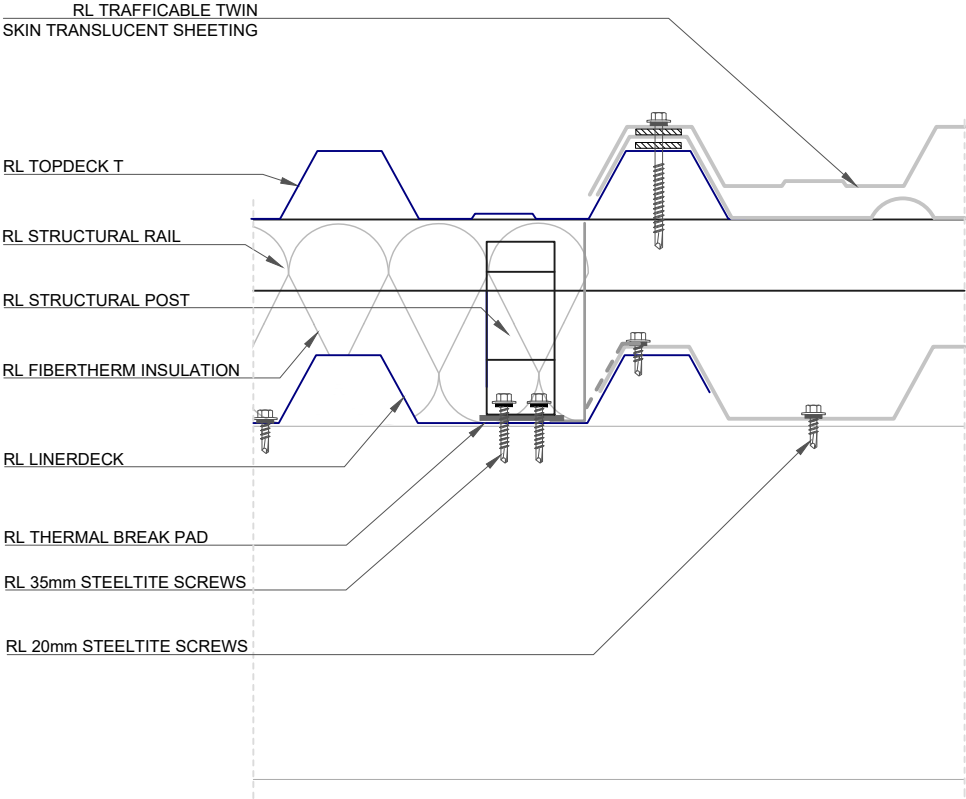 RL TRAFFICABLE TWIN
SKIN TRANSLUCENT SHEETING
RL TOPDECK T
RL STRUCTURAL RAIL
RL STRUCTURAL POST
RL FIBERTHERM INSULATION
RL LINERDECK
RL THERMAL BREAK PAD
RL 35mm STEELTITE SCREWS
RL 20mm STEELTITE SCREWS